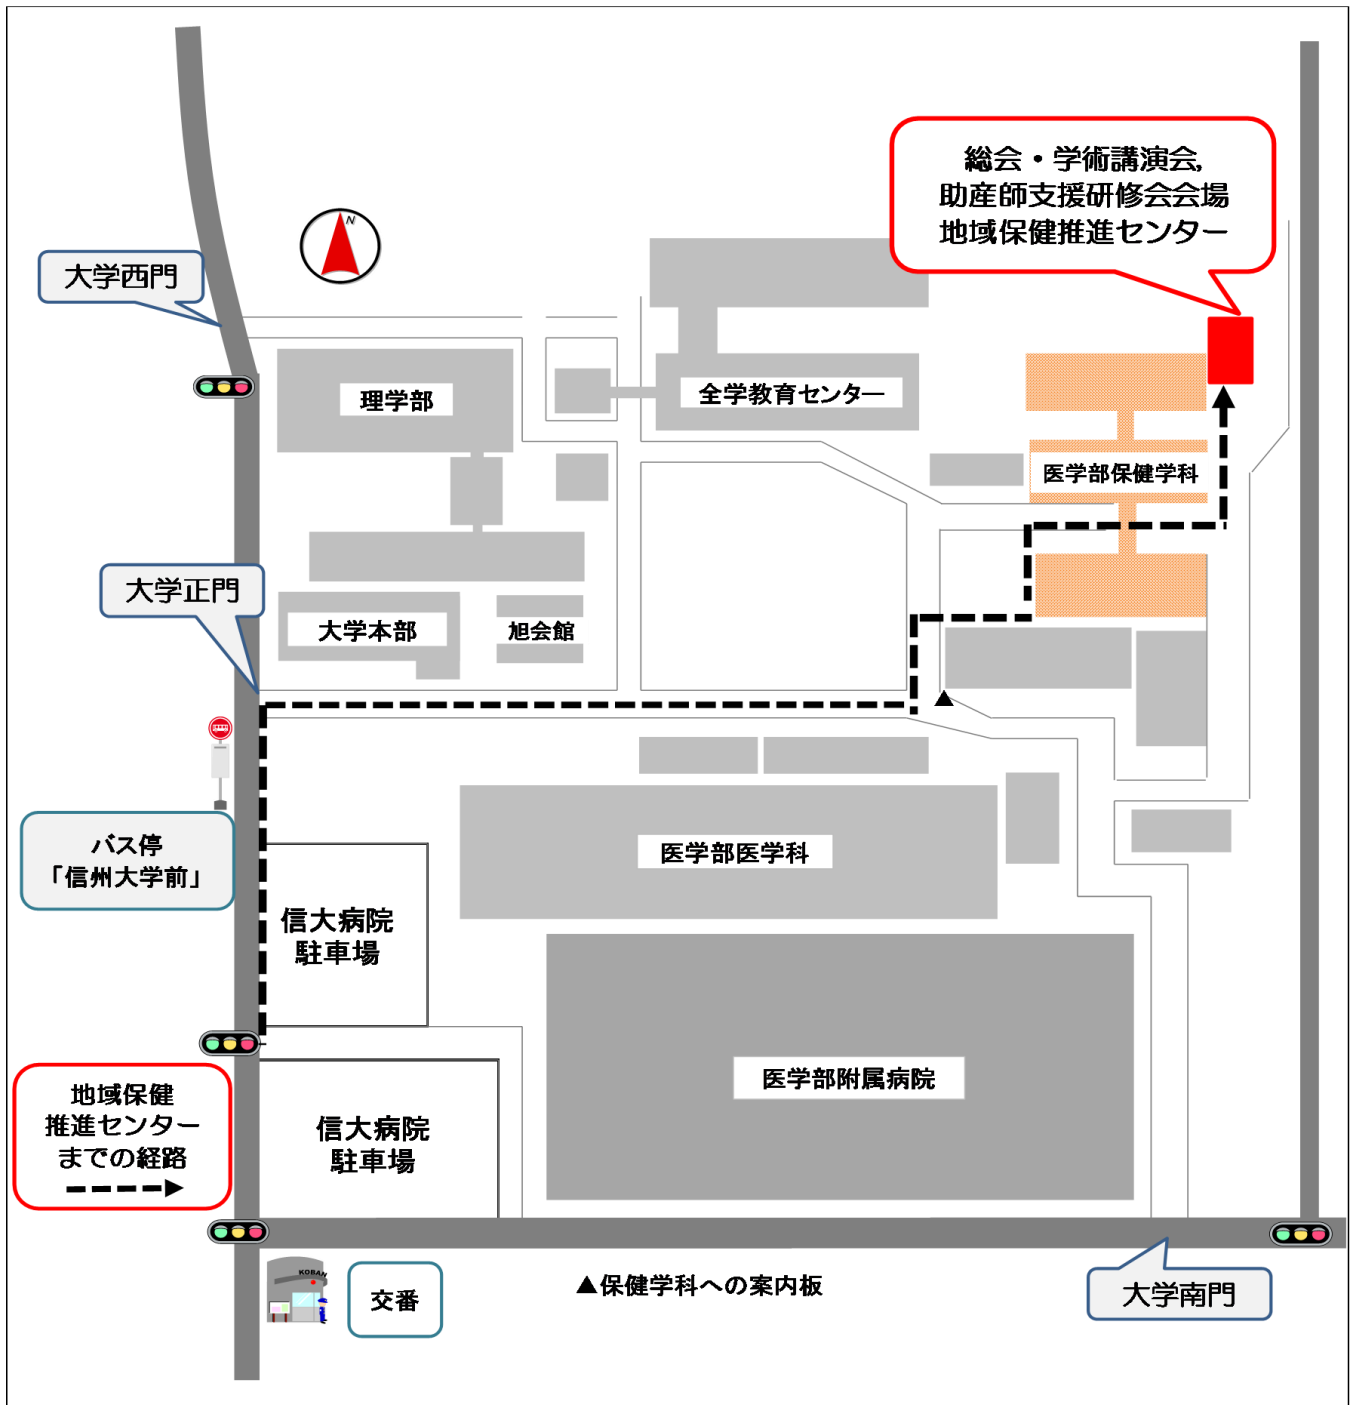 総会・学術講演会,
助産師支援研修会会場
地域保健推進センター
N
大学西門
理学部
全学教育センター
医学部保健学科
大学正門
大学本部
旭会館
バス停
「信州大学前」
医学部医学科
信大病院
駐車場
地域保健
推進センター
までの経路
医学部附属病院
信大病院
駐車場
KOBAN
交番
▲保健学科への案内板
大学南門